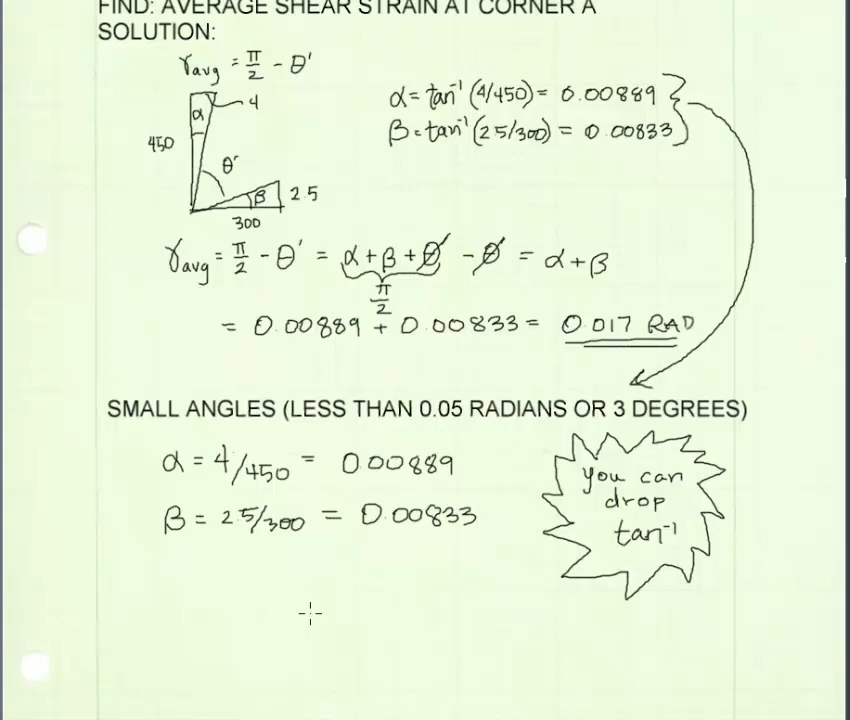 FIND: AVERAGE SHEAR STRAIN AT CORNER A
SOLUTION:
γavg = π/2 - θ'
α = tan⁻¹ (4/450) = 0.00889
β = tan⁻¹ (2.5/300) = 0.00833
4
α
450
θ'
β
2.5
300
γavg = π/2 - θ' = α + β + θ' - θ' = α + β
π/2
= 0.00889 + 0.00833 = 0.017 RAD
SMALL ANGLES (LESS THAN 0.05 RADIANS OR 3 DEGREES)
α = 4/450 = 0.00889
β = 2.5/300 = 0.00833
you can
drop
tan⁻¹